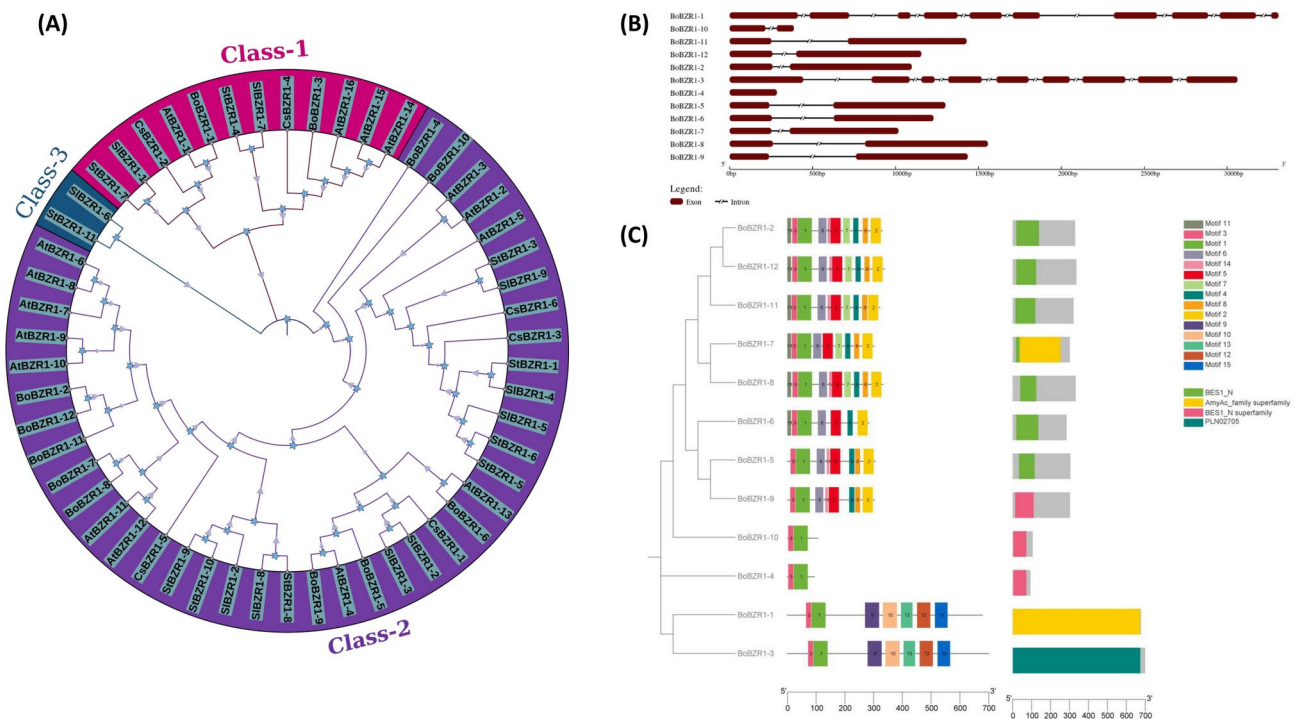 (A)
Class-1
Class-3
Class-2
SlBZR1-6
StBZR1-11
StBZR1-7
SlBZR1-1
CsBZR1-2
AtBZR1-1
BoBZR1-1
StBZR1-4
SlBZR1-7
CsBZR1-4
BoBZR1-3
AtBZR1-16
AtBZR1-15
AtBZR1-14
BoBZR1-4
BoBZR1-10
AtBZR1-3
AtBZR1-2
AtBZR1-5
StBZR1-3
SlBZR1-9
CsBZR1-6
CsBZR1-3
StBZR1-1
SlBZR1-4
SlBZR1-5
StBZR1-6
StBZR1-5
AtBZR1-13
BoBZR1-6
CsBZR1-1
StBZR1-2
SlBZR1-3
BoBZR1-5
AtBZR1-4
BoBZR1-9
StBZR1-8
SlBZR1-8
SlBZR1-2
StBZR1-10
StBZR1-9
CsBZR1-5
AtBZR1-12
AtBZR1-11
BoBZR1-8
BoBZR1-7
BoBZR1-11
BoBZR1-12
BoBZR1-2
AtBZR1-10
AtBZR1-9
AtBZR1-7
AtBZR1-8
AtBZR1-6
(B)
BoBZR1-1
BoBZR1-10
BoBZR1-11
BoBZR1-12
BoBZR1-2
BoBZR1-3
BoBZR1-4
BoBZR1-5
BoBZR1-6
BoBZR1-7
BoBZR1-8
BoBZR1-9
5' 3'
0bp 500bp 1000bp 1500bp 2000bp 2500bp 3000bp
Legend:
Exon Intron
(C)
BoBZR1-2
BoBZR1-12
BoBZR1-11
BoBZR1-7
BoBZR1-8
BoBZR1-6
BoBZR1-5
BoBZR1-9
BoBZR1-10
BoBZR1-4
BoBZR1-1
BoBZR1-3
5' 3'
0 100 200 300 400 500 600 700
5' 3'
0 100 200 300 400 500 600 700
Motif 11
Motif 3
Motif 1
Motif 6
Motif 14
Motif 5
Motif 7
Motif 4
Motif 8
Motif 2
Motif 9
Motif 10
Motif 13
Motif 12
Motif 15
BES1_N
AmyAc_family superfamily
BES1_N superfamily
PLN02705